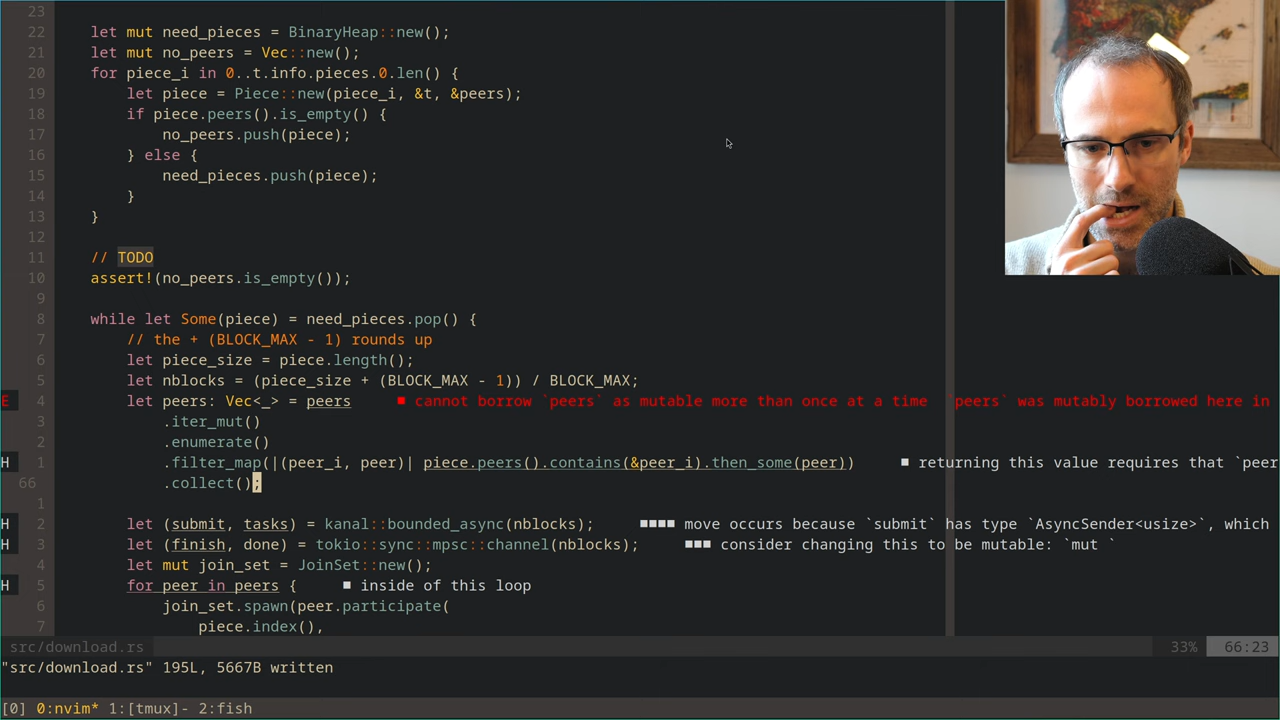 23
22 let mut need_pieces = BinaryHeap::new();
21 let mut no_peers = Vec::new();
20 for piece_i in 0..t.info.pieces.0.len() {
19 let piece = Piece::new(piece_i, &t, &peers);
18 if piece.peers().is_empty() {
17 no_peers.push(piece);
16 } else {
15 need_pieces.push(piece);
14 }
13 }
12
11 // TODO
10 assert!(no_peers.is_empty());
9
8 while let Some(piece) = need_pieces.pop() {
7 // the + (BLOCK_MAX - 1) rounds up
6 let piece_size = piece.length();
5 let nblocks = (piece_size + (BLOCK_MAX - 1)) / BLOCK_MAX;
E 4 let peers: Vec<_> = peers ■ cannot borrow `peers` as mutable more than once at a time `peers` was mutably borrowed here in
3 .iter_mut()
2 .enumerate()
H 1 .filter_map(|(peer_i, peer)| piece.peers().contains(&peer_i).then_some(peer)) ■ returning this value requires that `peer
66 .collect();
1
H 2 let (submit, tasks) = kanal::bounded_async(nblocks); ■■■■ move occurs because `submit` has type `AsyncSender<usize>`, which
H 3 let (finish, done) = tokio::sync::mpsc::channel(nblocks); ■■■ consider changing this to be mutable: `mut `
4 let mut join_set = JoinSet::new();
H 5 for peer in peers { ■ inside of this loop
6 join_set.spawn(peer.participate(
7 piece.index(),
src/download.rs 33% 66:23
"src/download.rs" 195L, 5667B written
[0] 0:nvim* 1:[tmux]- 2:fish